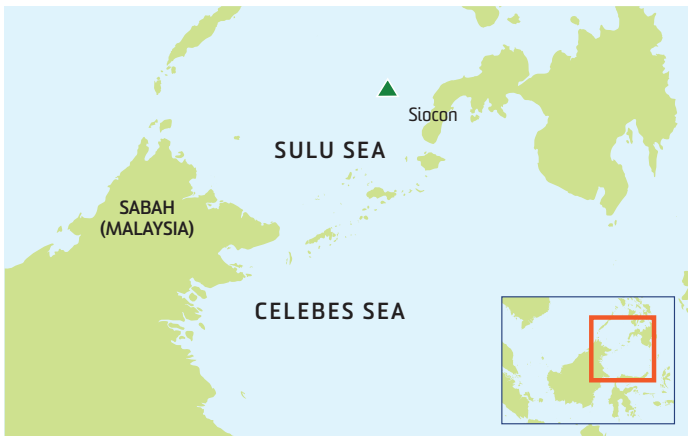 Siocon
SULU SEA
SABAH
(MALAYSIA)
CELEBES SEA